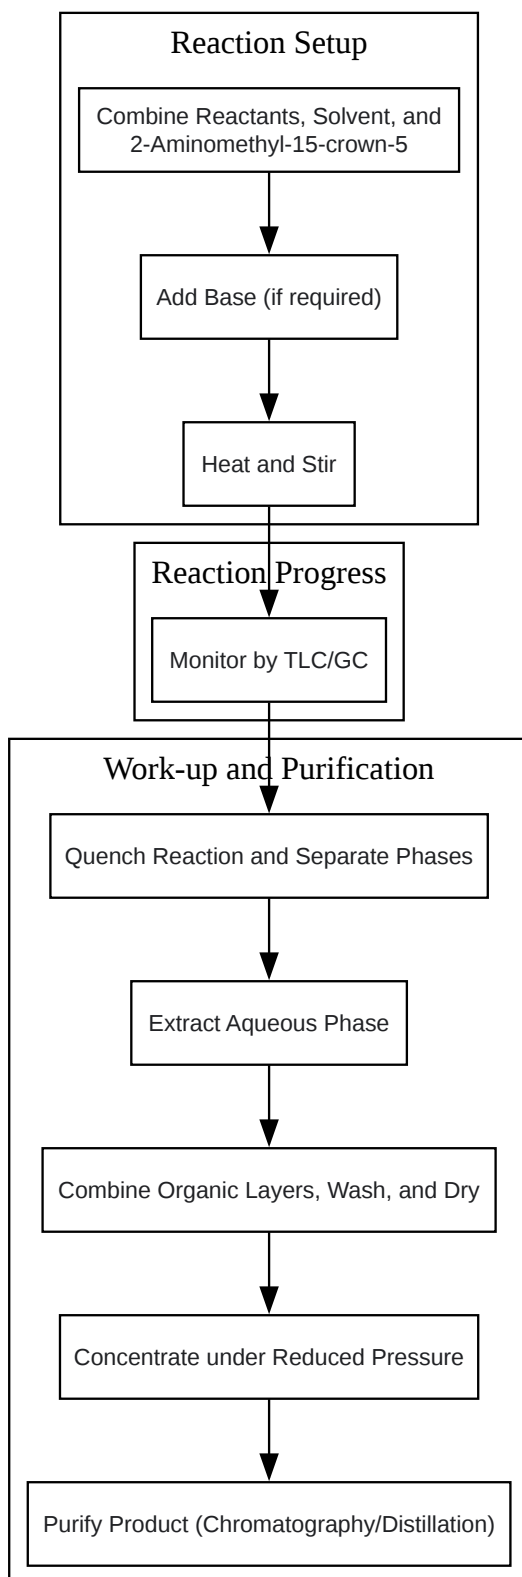 Reaction Setup
Combine Reactants, Solvent, and
2-Aminomethyl-15-crown-5
Add Base (if required)
Heat and Stir
Reaction Progress
Monitor by TLC/GC
Work-up and Purification
Quench Reaction and Separate Phases
Extract Aqueous Phase
Combine Organic Layers, Wash, and Dry
Concentrate under Reduced Pressure
Purify Product (Chromatography/Distillation)